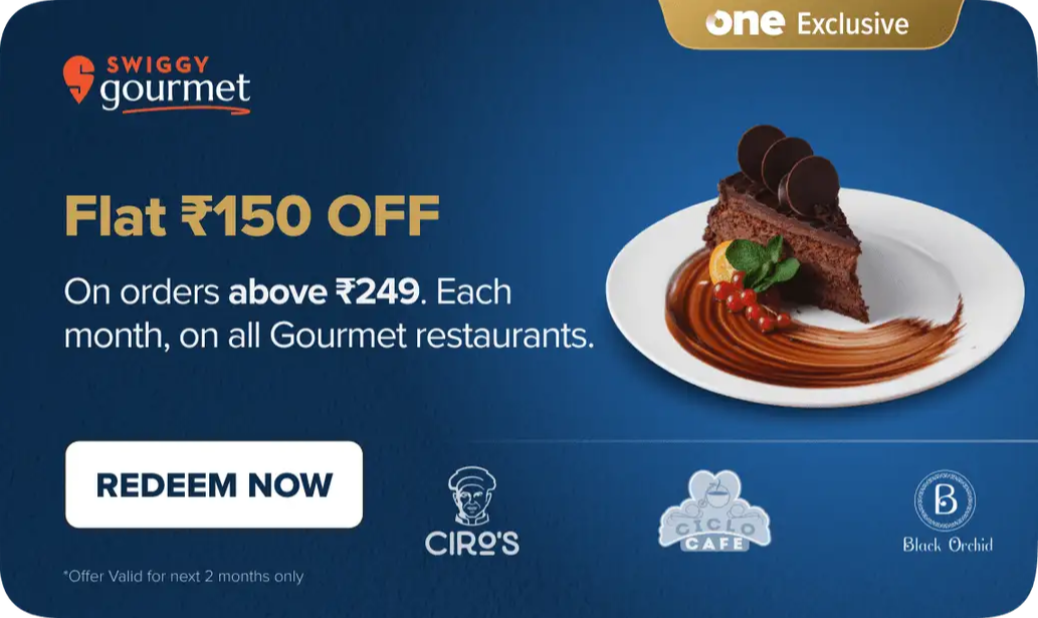 one Exclusive
SWIGGY
gourmet
Flat ₹150 OFF
On orders above ₹249. Each
month, on all Gourmet restaurants.
REDEEM NOW
CIRO'S
CICLO
CAFE
B
Black Orchid
*Offer Valid for next 2 months only